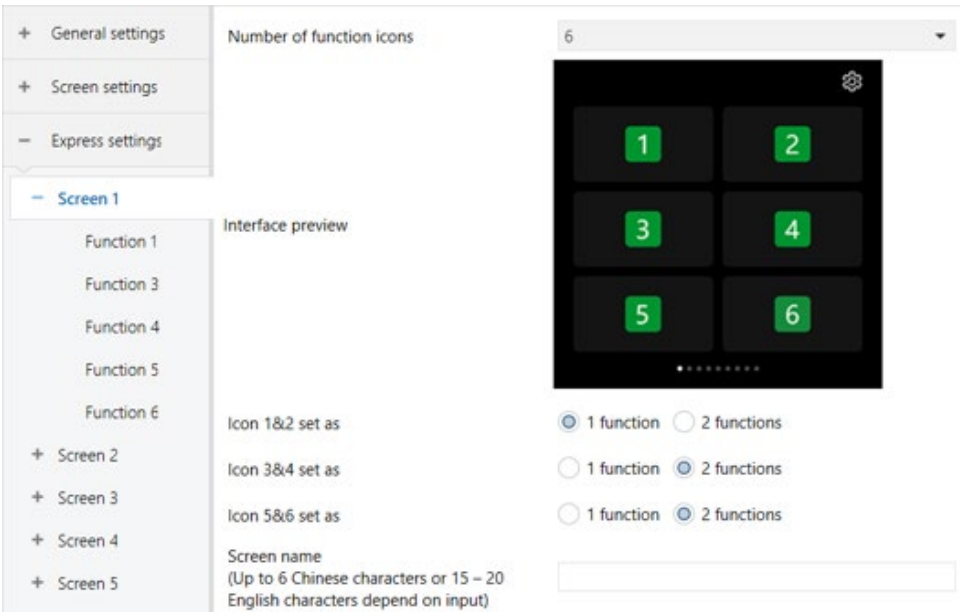 General settings
Screen settings
Express settings
Screen 1
Function 1
Function 3
Function 4
Function 5
Function 6
Screen 2
Screen 3
Screen 4
Screen 5
Number of function icons
6
Interface preview
1 2
3 4
5 6
Icon 1&2 set as
1 function 2 functions
Icon 3&4 set as
1 function 2 functions
Icon 5&6 set as
1 function 2 functions
Screen name
(Up to 6 Chinese characters or 15 – 20
English characters depend on input)